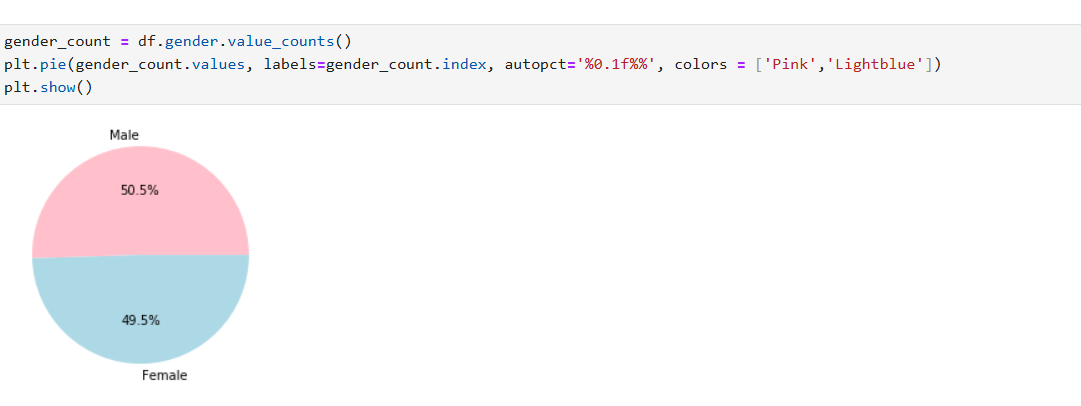 gender_count = df.gender.value_counts()
plt.pie(gender_count.values, labels=gender_count.index, autopct='%0.1f%%', colors = ['Pink','Lightblue'])
plt.show()
Male
50.5%
49.5%
Female